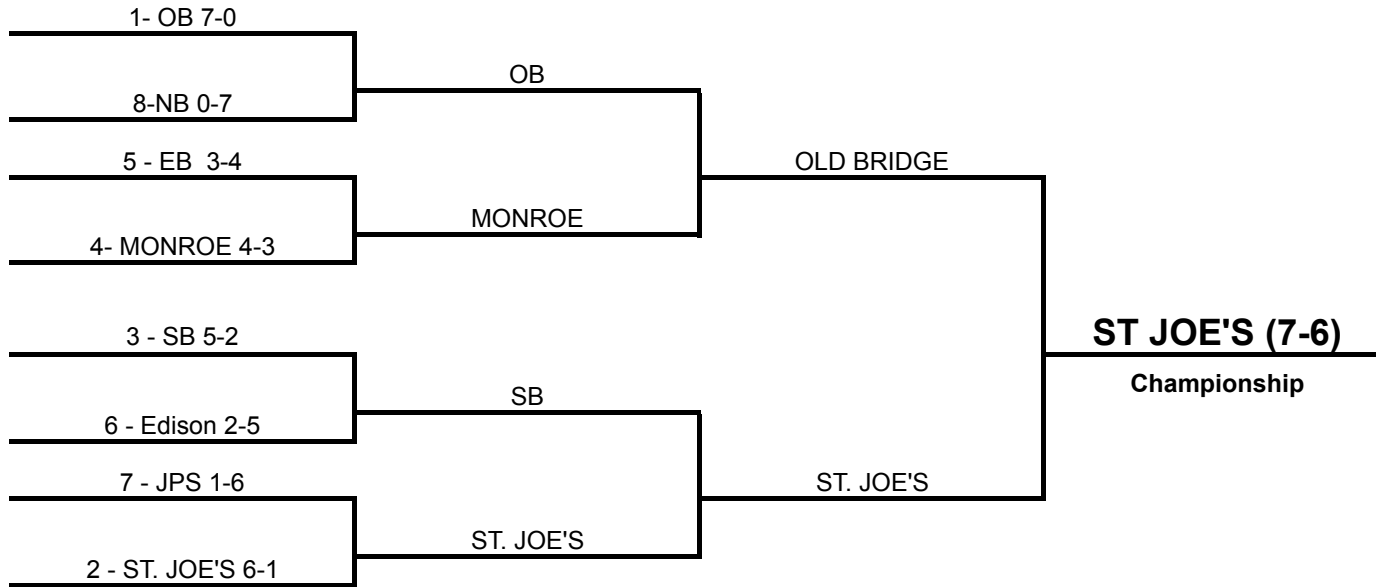 1- OB 7-0
OB
8-NB 0-7
5 - EB  3-4
OLD BRIDGE
MONROE
4- MONROE 4-3
ST JOE'S (7-6)
3 - SB 5-2
Championship
SB
6 - Edison 2-5
7 - JPS 1-6
ST. JOE'S
ST. JOE'S
2 - ST. JOE'S 6-1